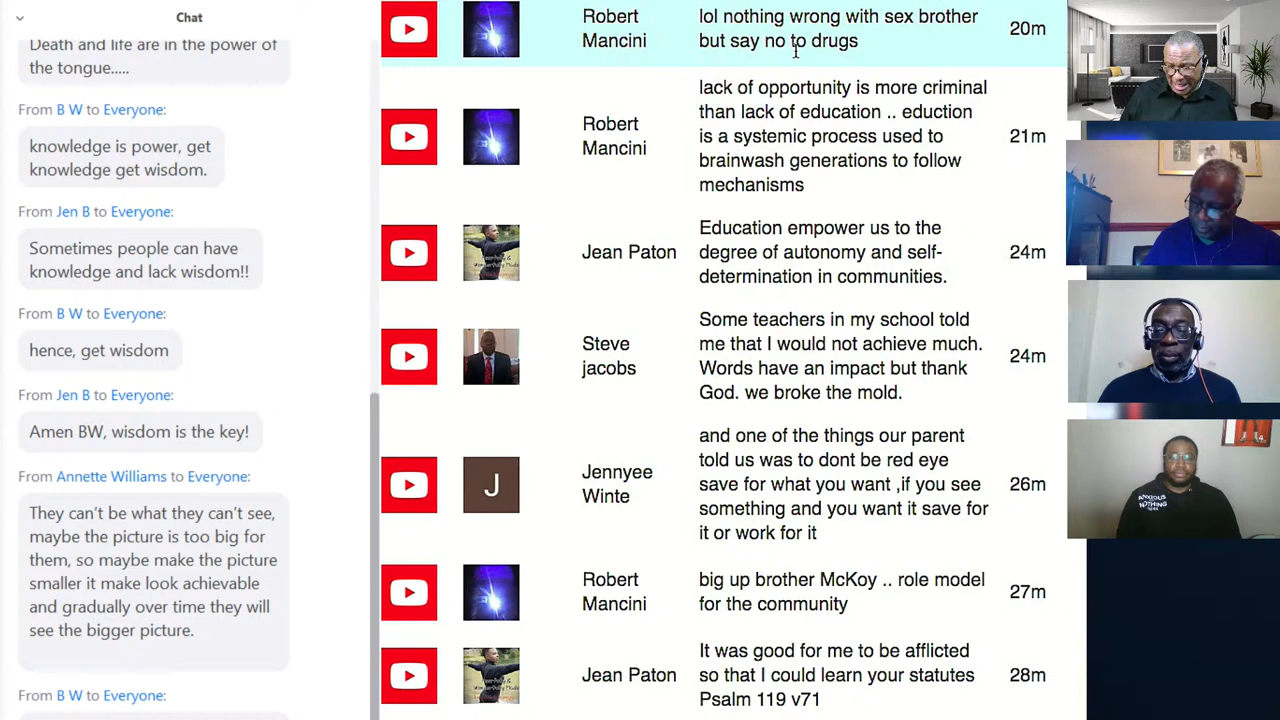 Chat
Death and life are in the power of
the tongue.....
From B W to Everyone:
knowledge is power, get
knowledge get wisdom.
From Jen B to Everyone:
Sometimes people can have
knowledge and lack wisdom!!
From B W to Everyone:
hence, get wisdom
From Jen B to Everyone:
Amen BW, wisdom is the key!
From Annette Williams to Everyone:
They can’t be what they can’t see,
maybe the picture is too big for
them, so maybe make the picture
smaller it make look achievable
and gradually over time they will
see the bigger picture.
From B W to Everyone:
Robert
Mancini
lol nothing wrong with sex brother
but say no to drugs
20m
Robert
Mancini
lack of opportunity is more criminal
than lack of education .. eduction
is a systemic process used to
brainwash generations to follow
mechanisms
21m
Jean Paton
Education empower us to the
degree of autonomy and self-
determination in communities.
24m
Steve
jacobs
Some teachers in my school told
me that I would not achieve much.
Words have an impact but thank
God. we broke the mold.
24m
J
Jennyee
Winte
and one of the things our parent
told us was to dont be red eye
save for what you want ,if you see
something and you want it save for
it or work for it
26m
Robert
Mancini
big up brother McKoy .. role model
for the community
27m
Jean Paton
It was good for me to be afflicted
so that I could learn your statutes
Psalm 119 v71
28m
ANXIOUS
NOTHING